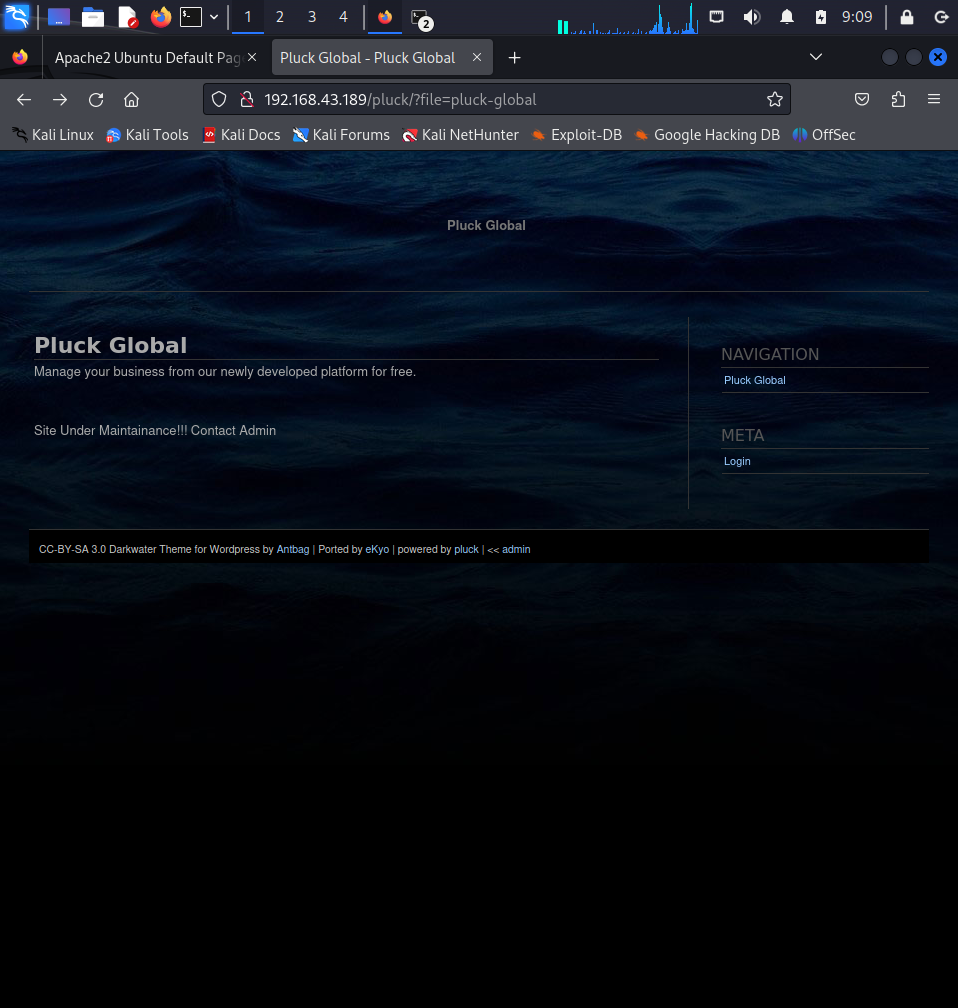 1 2 3 4 2 9:09
Apache2 Ubuntu Default Pag Pluck Global - Pluck Global
192.168.43.189/pluck/?file=pluck-global
Kali Linux Kali Tools Kali Docs Kali Forums Kali NetHunter Exploit-DB Google Hacking DB OffSec
Pluck Global
Pluck Global
Manage your business from our newly developed platform for free.
Site Under Maintainance!!! Contact Admin
NAVIGATION
Pluck Global
META
Login
CC-BY-SA 3.0 Darkwater Theme for Wordpress by Antbag | Ported by eKyo | powered by pluck | << admin